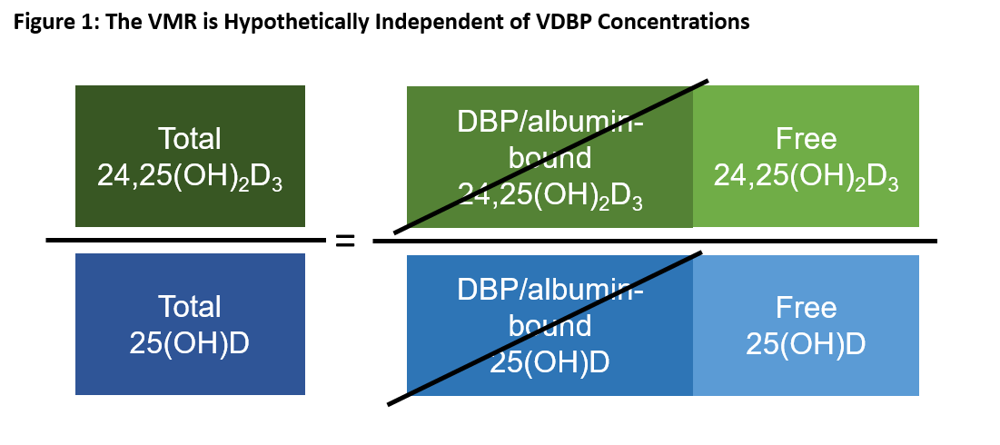 Figure 1: The VMR is Hypothetically Independent of VDBP Concentrations
Total
24,25(OH)₂D₃
DBP/albumin-
bound
24,25(OH)₂D₃
Free
24,25(OH)₂D₃
=
Total
25(OH)D
DBP/albumin-
bound
25(OH)D
Free
25(OH)D